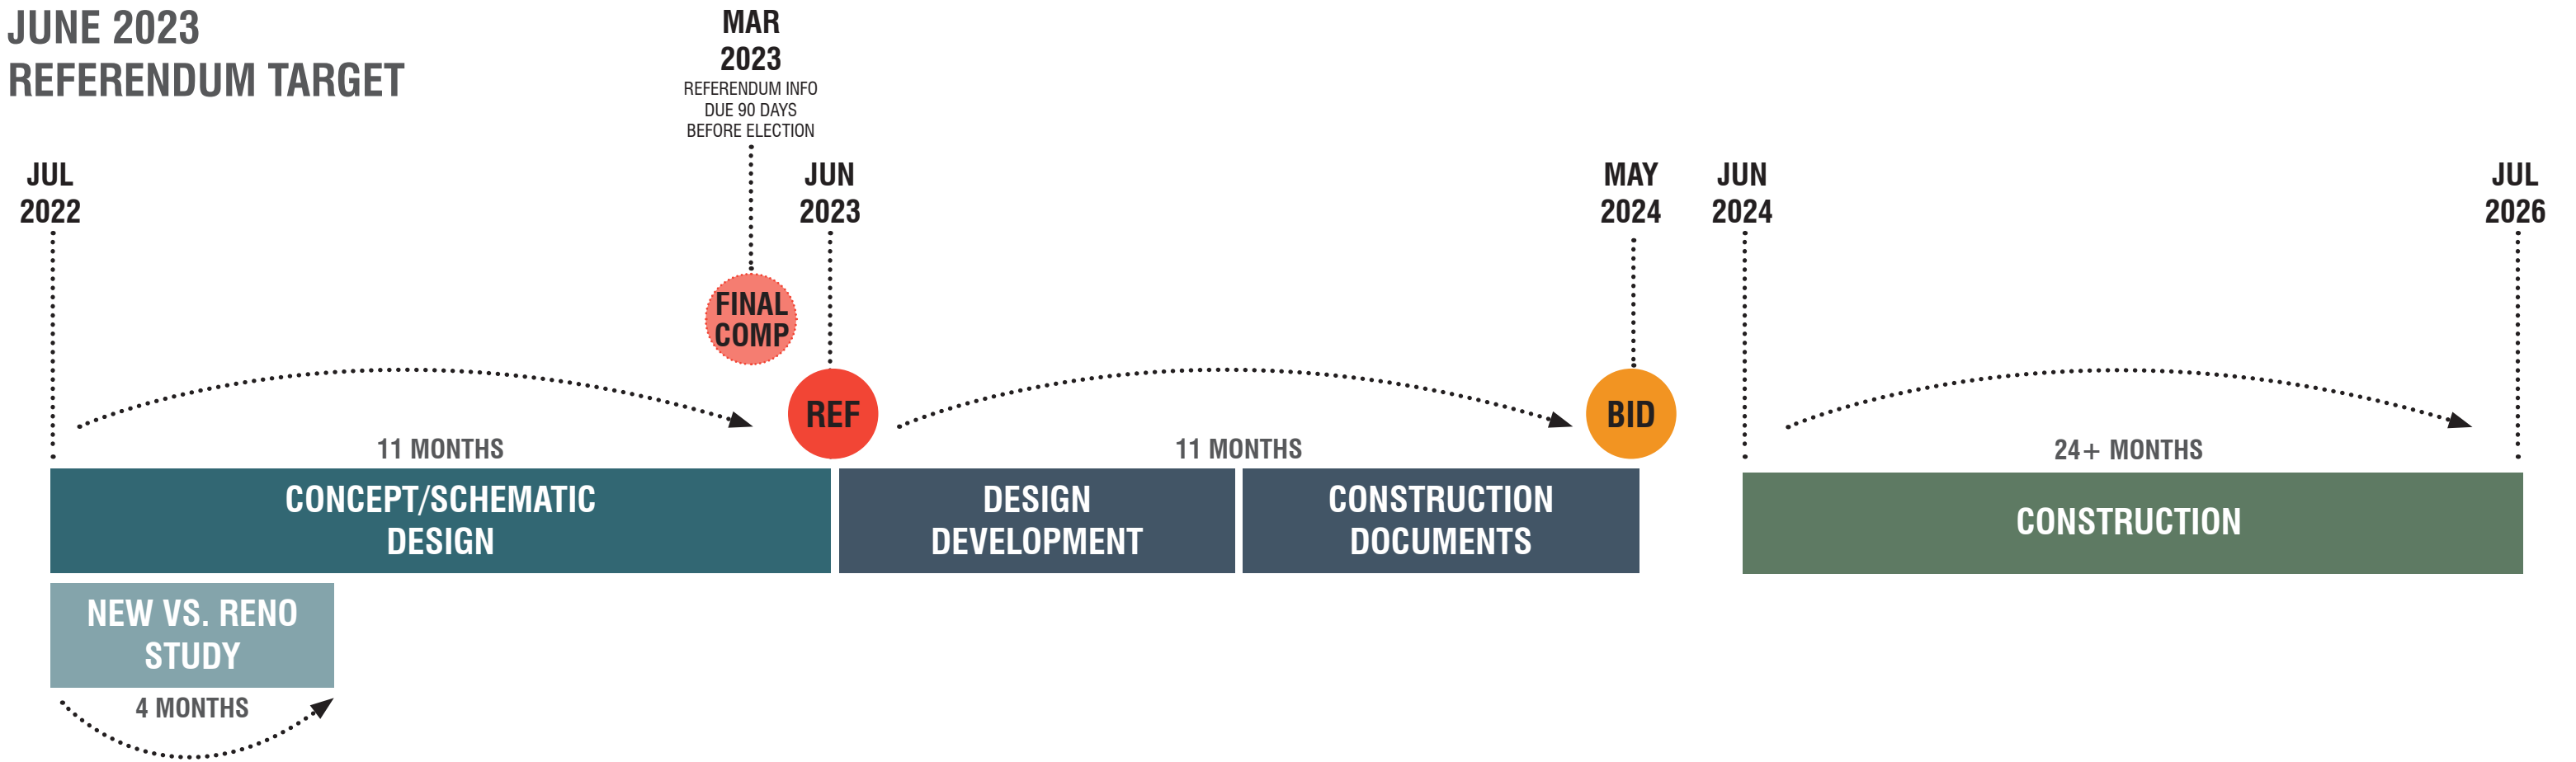 JUNE 2023
REFERENDUM TARGET
MAR
2023
REFERENDUM INFO
DUE 90 DAYS
BEFORE ELECTION
JUL
2022
JUN
2023
MAY
2024
JUN
2024
JUL
2026
FINAL
COMP
REF
BID
11 MONTHS
11 MONTHS
24+ MONTHS
CONCEPT/SCHEMATIC
DESIGN
DESIGN
DEVELOPMENT
CONSTRUCTION
DOCUMENTS
CONSTRUCTION
NEW VS. RENO
STUDY
4 MONTHS